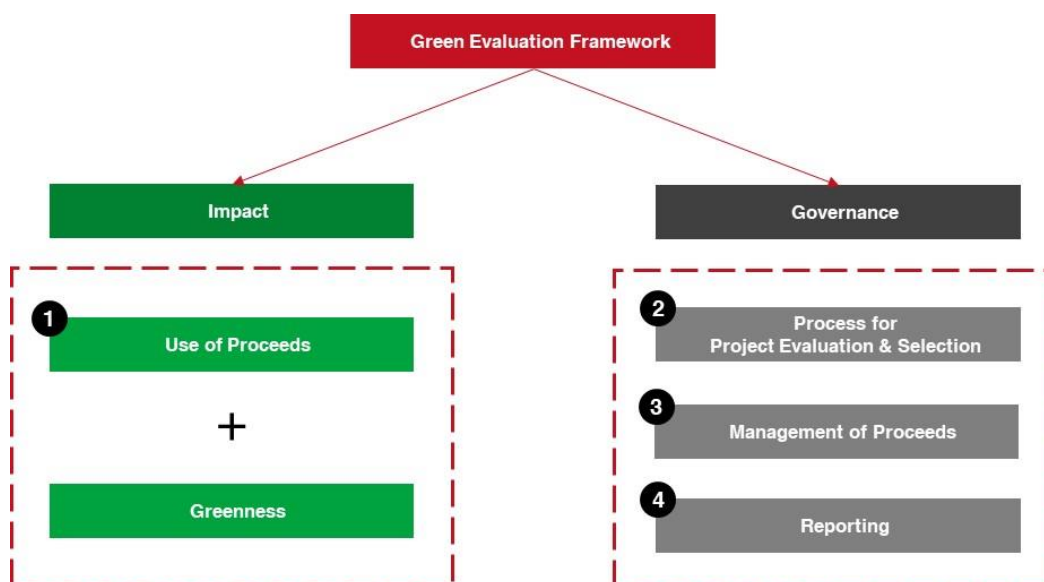 Green Evaluation Framework
Impact
Governance
1
Use of Proceeds
+
Greenness
2
Process for
Project Evaluation & Selection
3
Management of Proceeds
4
Reporting